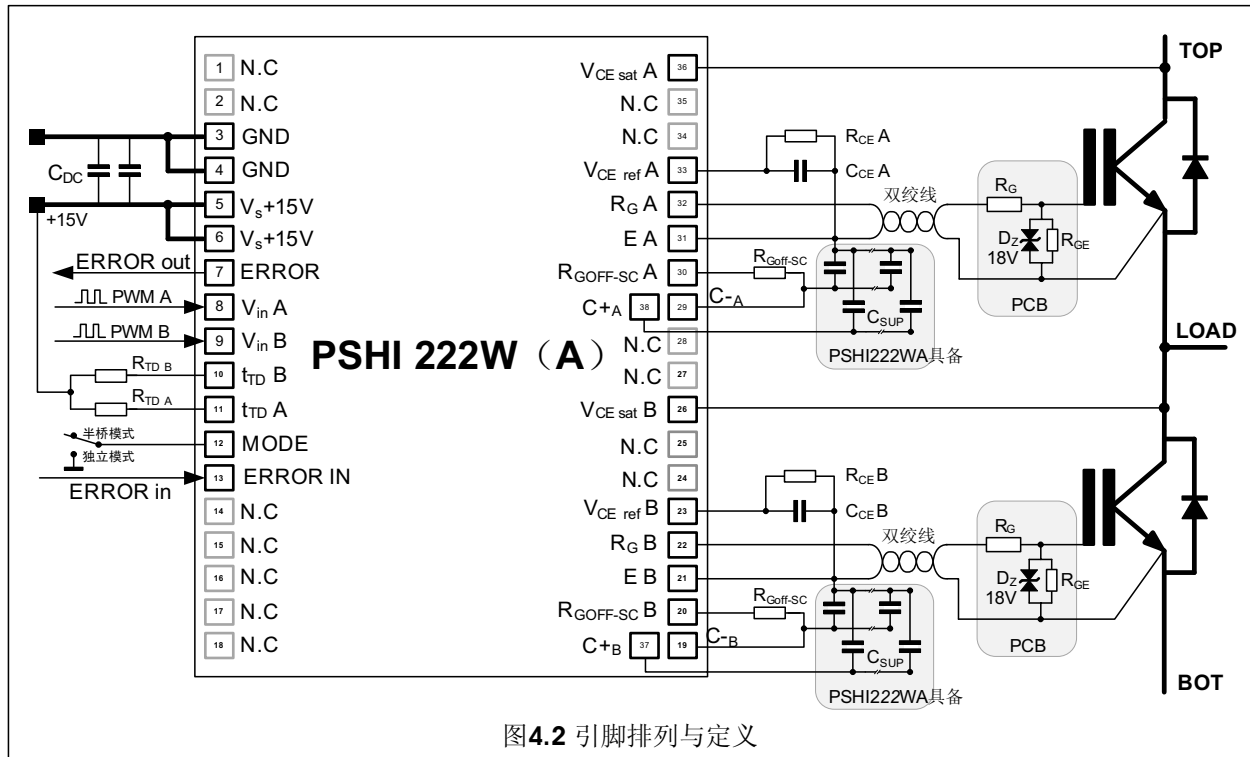 1 N.C
2 N.C
3 GND
4 GND
5 Vs+15V
6 Vs+15V
7 ERROR
8 Vin A
9 Vin B
10 tTD B
11 tTD A
12 MODE
13 ERROR IN
14 N.C
15 N.C
16 N.C
17 N.C
18 N.C
CDC
+15V
ERROR out
PWM A
PWM B
RTD B
RTD A
半桥模式
独立模式
ERROR in
PSHI 222W（A）
VCE sat A 36
N.C 35
N.C 34
VCE ref A 33
RG A 32
E A 31
RGOFF-SC A 30
C+A 38 29 C-A
N.C 28
N.C 27
VCE sat B 26
N.C 25
N.C 24
VCE ref B 23
RG B 22
E B 21
RGOFF-SC B 20
C+B 37 19 C-B
RCE A
CCE A
双绞线
RGoff-SC
CSUP
PSHI222WA具备
RG
DZ
18V
RGE
PCB
TOP
LOAD
RCE B
CCE B
双绞线
RGoff-SC
CSUP
PSHI222WA具备
RG
DZ
18V
RGE
PCB
BOT
图4.2 引脚排列与定义